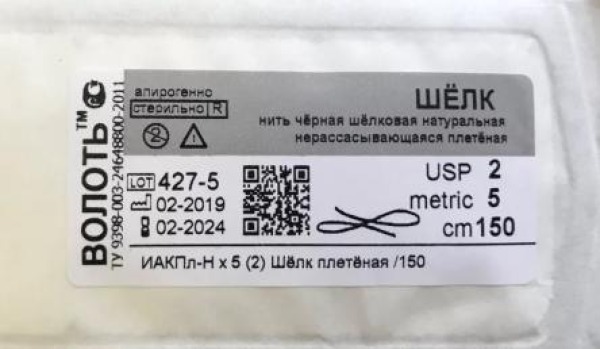 ВОЛОТЬ™
ТУ 9398-003-24648800-2011
апирогенно
стерильно R
ШЁЛК
нить чёрная шёлковая натуральная
нерассасывающаяся плетёная
LOT 427-5
02-2019
02-2024
USP 2
metric 5
cm 150
ИАКПл-Н х 5 (2) Шёлк плетёная /150